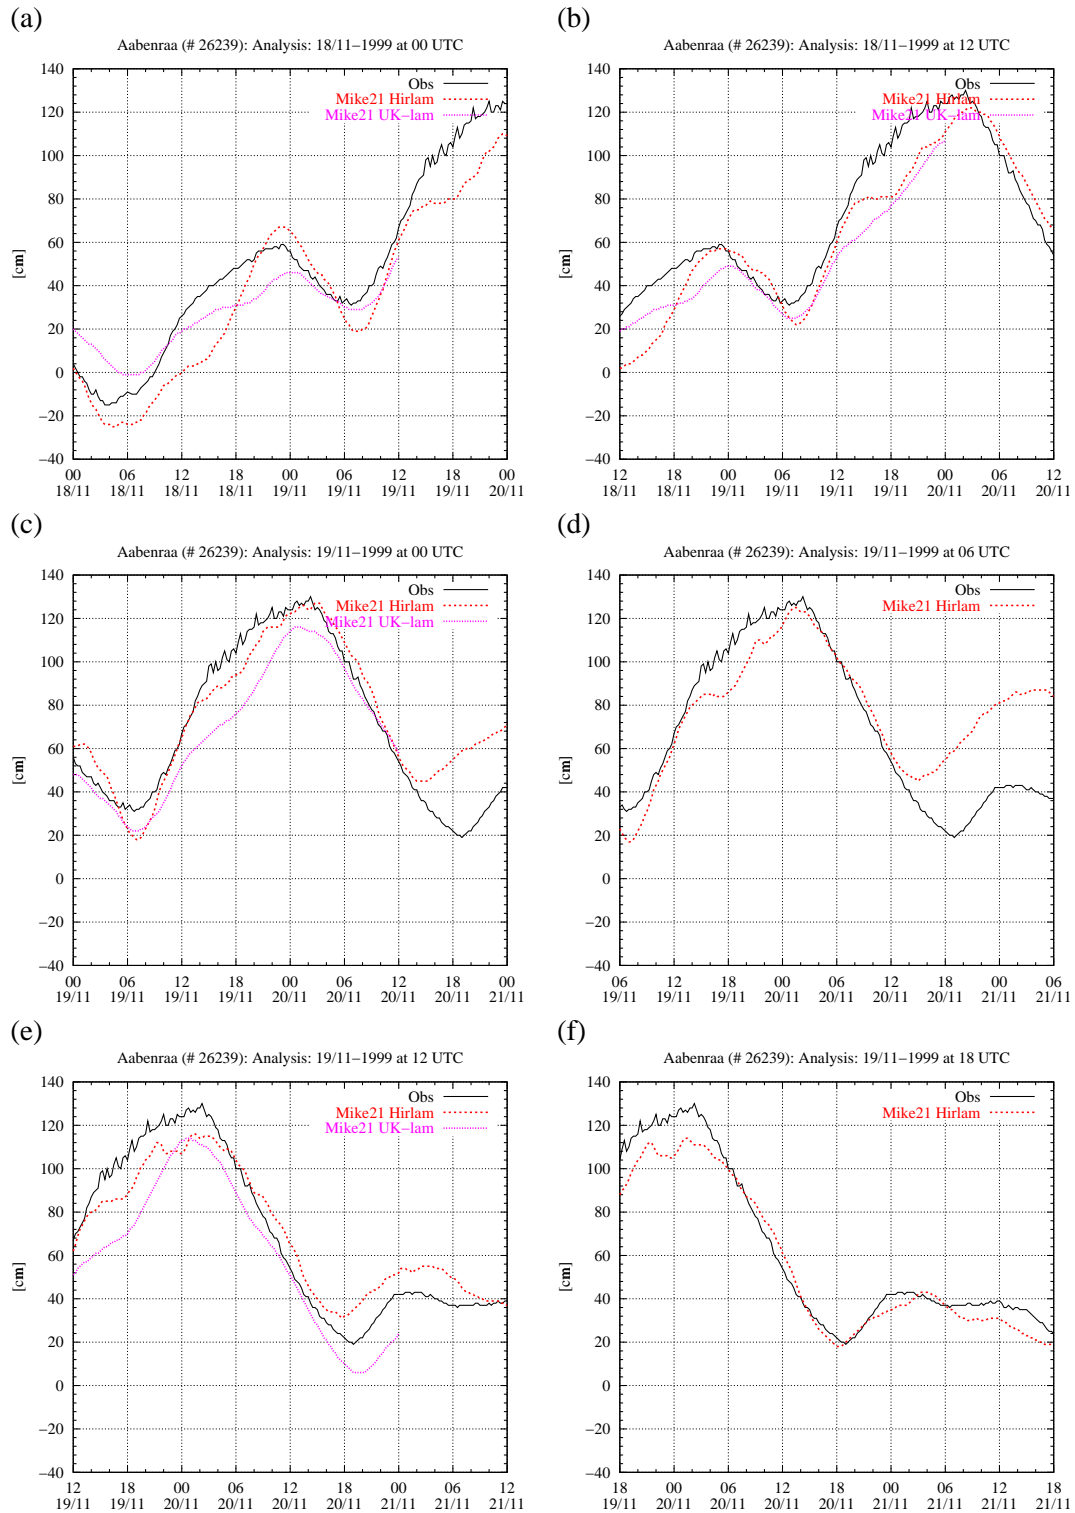 (a)
Aabenraa (# 26239): Analysis: 18/11−1999 at 00 UTC
140
120
100
80
60
40
20
0
−20
−40
[cm]
Obs
Mike21 Hirlam
Mike21 UK−lam
00 06 12 18 00 06 12 18 00
18/11 18/11 18/11 18/11 19/11 19/11 19/11 19/11 20/11
(b)
Aabenraa (# 26239): Analysis: 18/11−1999 at 12 UTC
140
120
100
80
60
40
20
0
−20
−40
[cm]
Obs
Mike21 Hirlam
Mike21 UK−lam
12 18 00 06 12 18 00 06 12
18/11 18/11 19/11 19/11 19/11 19/11 20/11 20/11 20/11
(c)
Aabenraa (# 26239): Analysis: 19/11−1999 at 00 UTC
140
120
100
80
60
40
20
0
−20
−40
[cm]
Obs
Mike21 Hirlam
Mike21 UK−lam
00 06 12 18 00 06 12 18 00
19/11 19/11 19/11 19/11 20/11 20/11 20/11 20/11 21/11
(d)
Aabenraa (# 26239): Analysis: 19/11−1999 at 06 UTC
140
120
100
80
60
40
20
0
−20
−40
[cm]
Obs
Mike21 Hirlam
06 12 18 00 06 12 18 00 06
19/11 19/11 19/11 20/11 20/11 20/11 20/11 21/11 21/11
(e)
Aabenraa (# 26239): Analysis: 19/11−1999 at 12 UTC
140
120
100
80
60
40
20
0
−20
−40
[cm]
Obs
Mike21 Hirlam
Mike21 UK−lam
12 18 00 06 12 18 00 06 12
19/11 19/11 20/11 20/11 20/11 20/11 21/11 21/11 21/11
(f)
Aabenraa (# 26239): Analysis: 19/11−1999 at 18 UTC
140
120
100
80
60
40
20
0
−20
−40
[cm]
Obs
Mike21 Hirlam
18 00 06 12 18 00 06 12 18
19/11 20/11 20/11 20/11 20/11 21/11 21/11 21/11 21/11